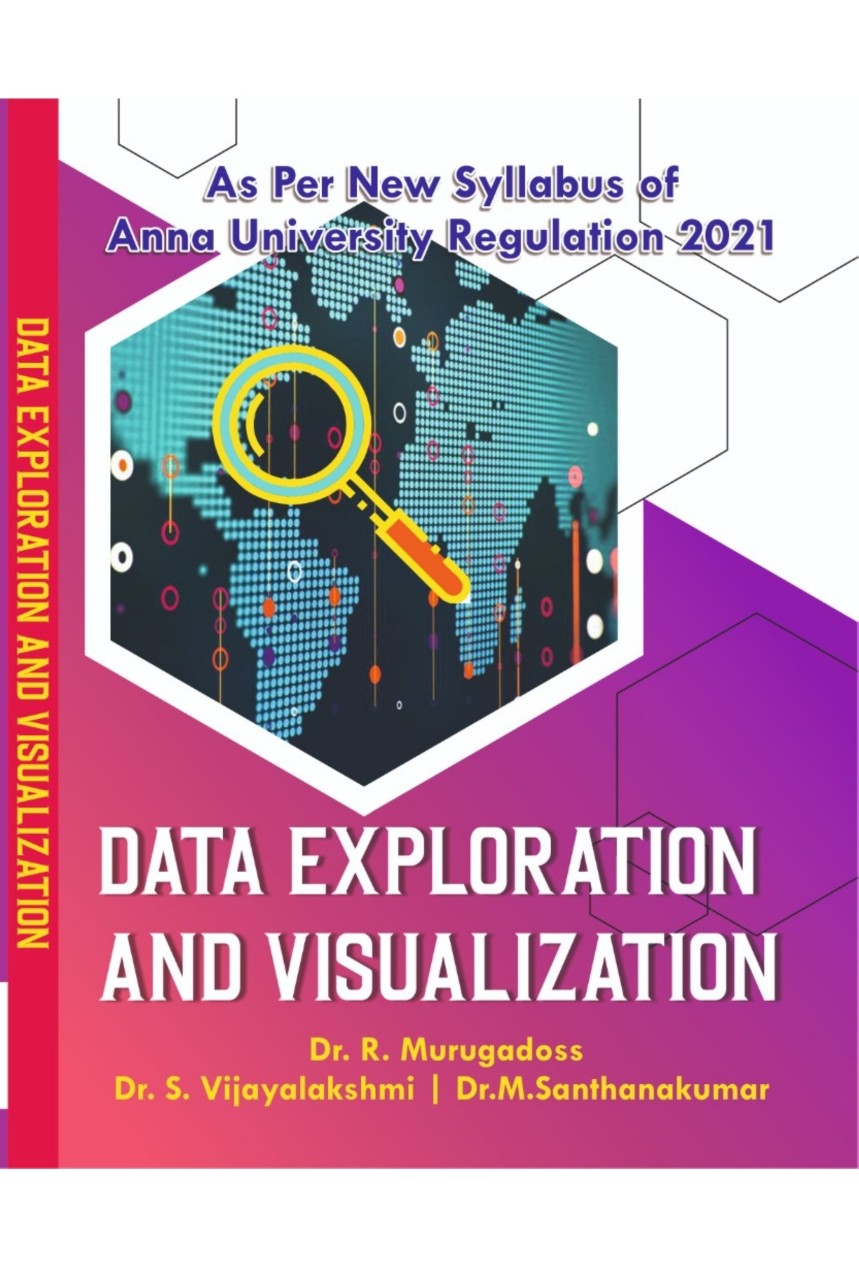 As Per New Syllabus of
Anna University Regulation 2021
DATA EXPLORATION AND VISUALIZATION
DATA EXPLORATION
AND VISUALIZATION
Dr. R. Murugadoss
Dr. S. Vijayalakshmi | Dr.M.Santhanakumar